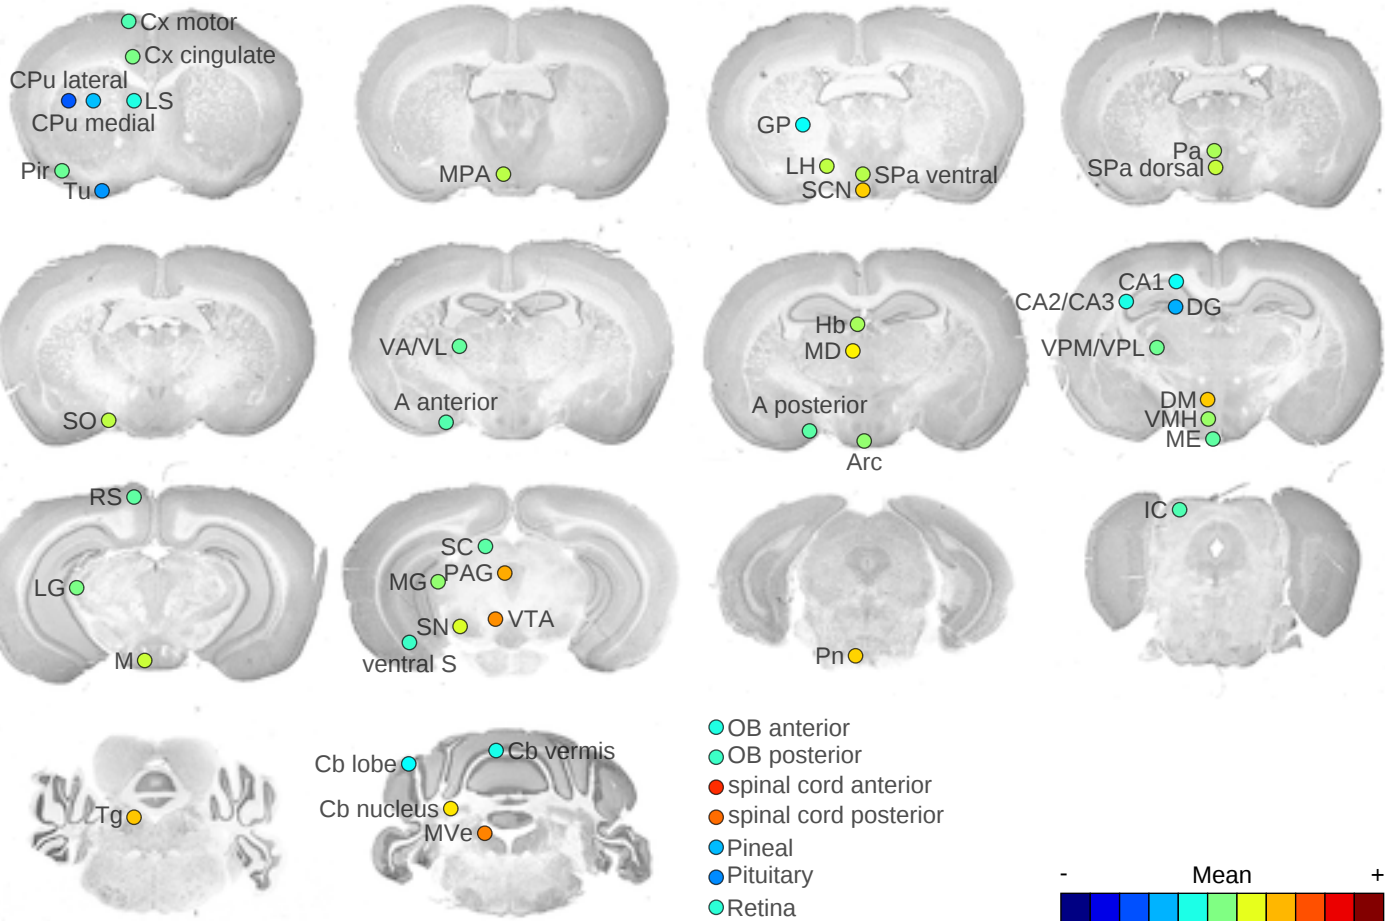 Cx motor
Cx cingulate
CPu lateral
LS
CPu medial
Pir
Tu
MPA
GP
LH
SPa ventral
SCN
Pa
SPa dorsal
SO
VA/VL
A anterior
Hb
MD
A posterior
Arc
CA1
CA2/CA3
DG
VPM/VPL
DM
VMH
ME
RS
LG
M
SC
PAG
MG
SN
VTA
ventral S
Pn
IC
Tg
Cb vermis
Cb lobe
Cb nucleus
MVe
OB anterior
OB posterior
spinal cord anterior
spinal cord posterior
Pineal
Pituitary
Retina
- Mean +